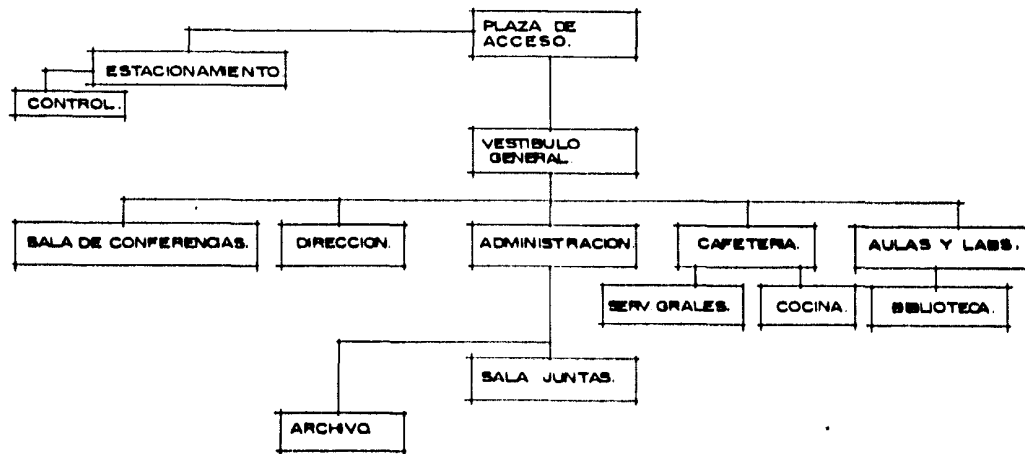 PLAZA DE
ACCESO.
ESTACIONAMIENTO
CONTROL.
VESTIBULO
GENERAL.
SALA DE CONFERENCIAS.
DIRECCION.
ADMINISTRACION.
CAFETERIA.
AULAS Y LABS.
SERV. GRALES.
COCINA.
BIBLIOTECA.
SALA JUNTAS.
ARCHIVO